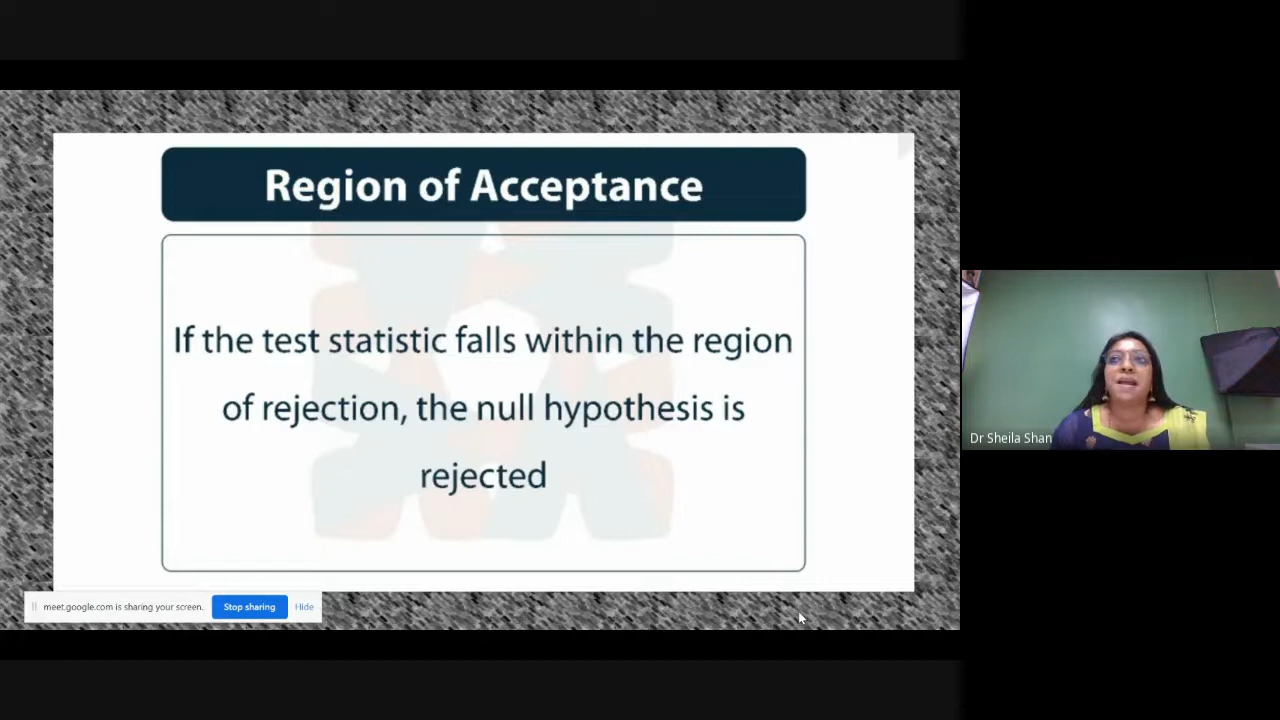 Region of Acceptance
If the test statistic falls within the region
of rejection, the null hypothesis is
rejected
Dr Sheila Shan
meet.google.com is sharing your screen.
Stop sharing
Hide